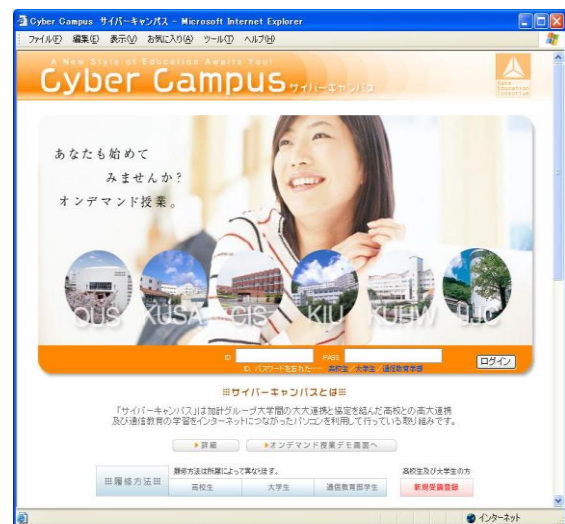 Cyber Campus サイバーキャンパス - Microsoft Internet Explorer
ファイル(F) 編集(E) 表示(V) お気に入り(A) ツール(T) ヘルプ(H)
A New Style of Education Awaits You!
Cyber Campus サイバーキャンパス
Cyber Education Consortium
あなたも始めて
みませんか?
オンデマンド授業。
OUS KUSA CIS KIU KUHW OJC
ID PASS ログイン
ID、パスワードを忘れた…… 高校生/大学生/通信教育学部
サイバーキャンパスとは
「サイバーキャンパス」は加計グループ大学間の大大連携と協定を結んだ高校との高大連携
及び通信教育の学習をインターネットにつながったパソコンを利用して行っている取り組みです。
詳細 オンデマンド授業デモ画面へ
履修方法
履修方法は所属によって異なります。 高校生及び大学生の方
高校生 大学生 通信教育部学生 新規受講登録
インターネット